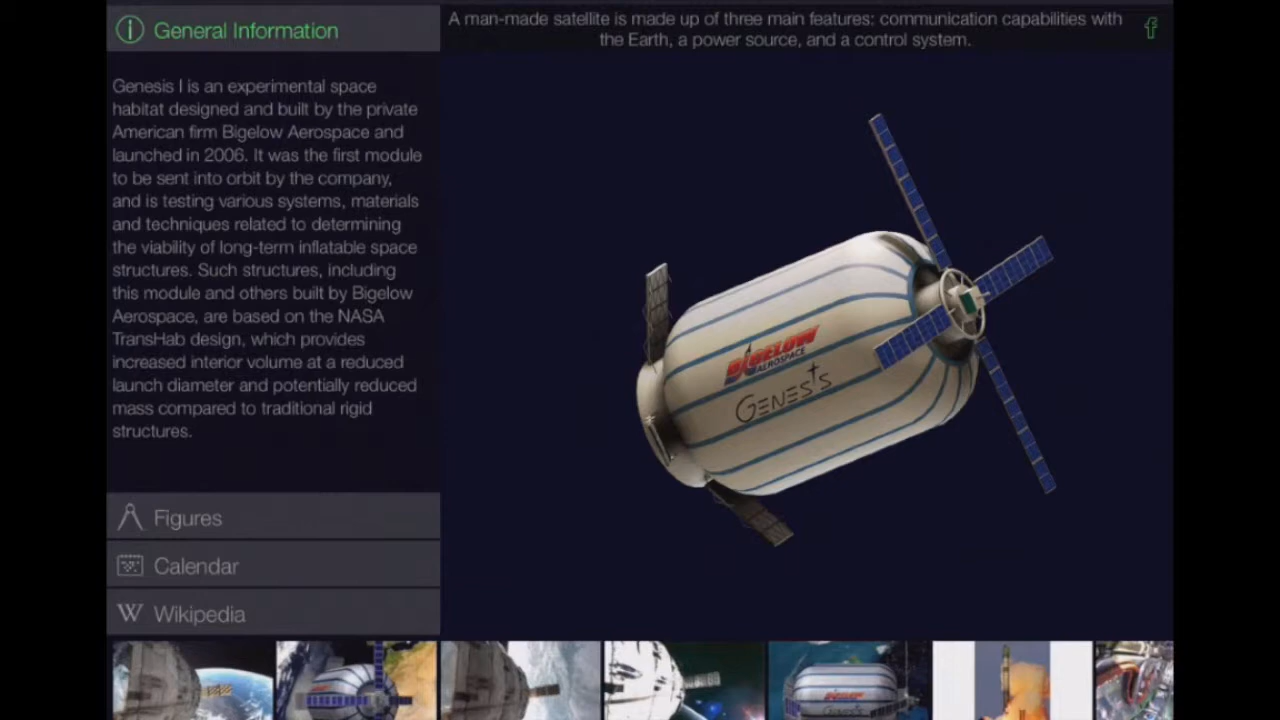 General Information
A man-made satellite is made up of three main features: communication capabilities with
the Earth, a power source, and a control system.
f
Genesis I is an experimental space
habitat designed and built by the private
American firm Bigelow Aerospace and
launched in 2006. It was the first module
to be sent into orbit by the company,
and is testing various systems, materials
and techniques related to determining
the viability of long-term inflatable space
structures. Such structures, including
this module and others built by Bigelow
Aerospace, are based on the NASA
TransHab design, which provides
increased interior volume at a reduced
launch diameter and potentially reduced
mass compared to traditional rigid
structures.
BIGELOW
AEROSPACE
GENESIS
Figures
Calendar
W Wikipedia
BIGELOW
GENESIS